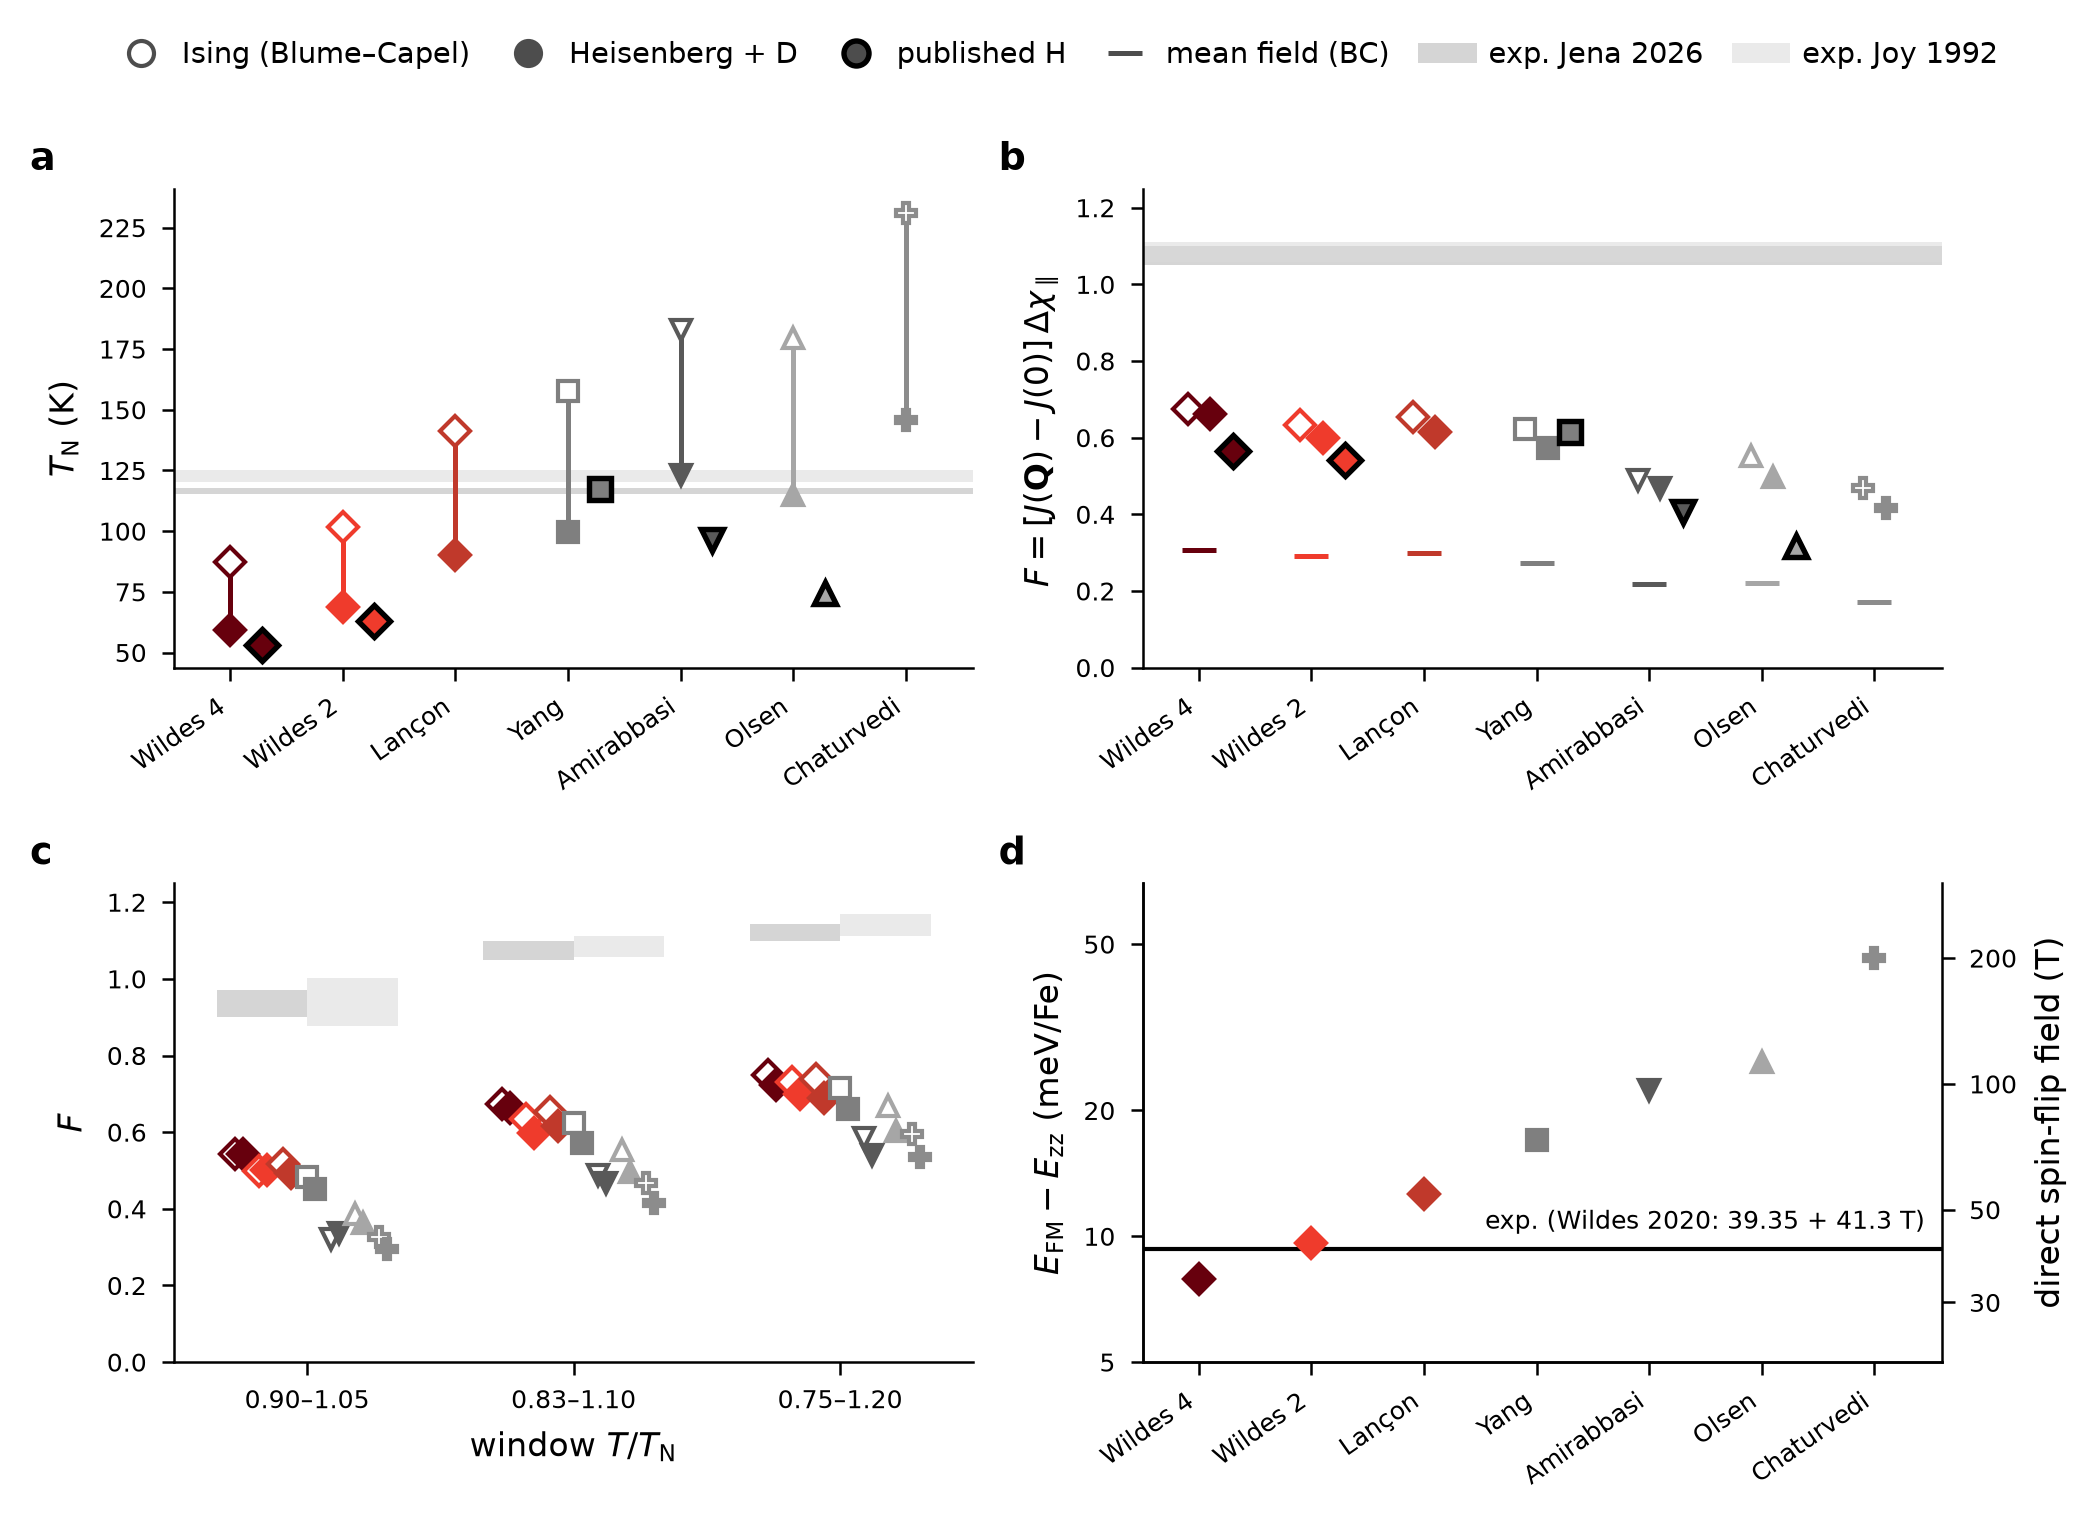 Ising (Blume–Capel) Heisenberg + D published H mean field (BC) exp. Jena 2026 exp. Joy 1992
a
225
200
175
150
125
100
75
50
T_N (K)
Wildes 4
Wildes 2
Lançon
Yang
Amirabbasi
Olsen
Chaturvedi
b
1.2
1.0
0.8
0.6
0.4
0.2
0.0
F = [J(Q) − J(0)] Δχ∥
Wildes 4
Wildes 2
Lançon
Yang
Amirabbasi
Olsen
Chaturvedi
c
1.2
1.0
0.8
0.6
0.4
0.2
0.0
F
0.90–1.05
0.83–1.10
0.75–1.20
window T/T_N
d
50
20
10
5
E_FM − E_zz (meV/Fe)
exp. (Wildes 2020: 39.35 + 41.3 T)
200
100
50
30
direct spin-flip field (T)
Wildes 4
Wildes 2
Lançon
Yang
Amirabbasi
Olsen
Chaturvedi